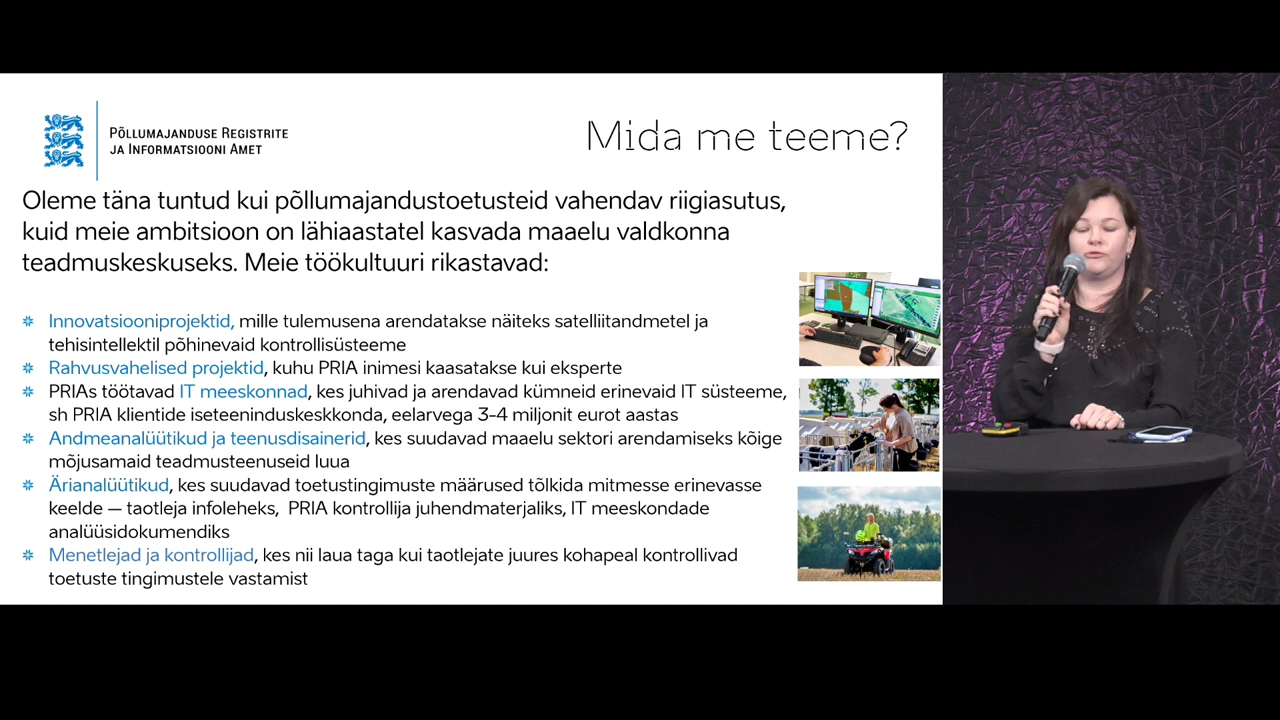 PÕLLUMAJANDUSE REGISTRITE
JA INFORMATSIOONI AMET
Mida me teeme?
Oleme täna tuntud kui põllumajandustoetusteid vahendav riigiasutus,
kuid meie ambitsioon on lähiaastatel kasvada maaelu valdkonna
teadmuskeskuseks. Meie töökultuuri rikastavad:
Innovatsiooniprojektid, mille tulemusena arendatakse näiteks satelliitandmetel ja
tehisintellektil põhinevaid kontrollisüsteeme
Rahvusvahelised projektid, kuhu PRIA inimesi kaasatakse kui eksperte
PRIAs töötavad IT meeskonnad, kes juhivad ja arendavad kümneid erinevaid IT süsteeme,
sh PRIA klientide iseteeninduskeskkonda, eelarvega 3-4 miljonit eurot aastas
Andmeanalüütikud ja teenusdisainerid, kes suudavad maaelu sektori arendamiseks kõige
mõjusamaid teadmusteenuseid luua
Ärianalüütikud, kes suudavad toetustingimuste määrused tõlkida mitmesse erinevasse
keelde — taotleja infoleheks, PRIA kontrollija juhendmaterjaliks, IT meeskondade
analüüsidokumendiks
Menetlejad ja kontrollijad, kes nii laua taga kui taotlejate juures kohapeal kontrollivad
toetuste tingimustele vastamist